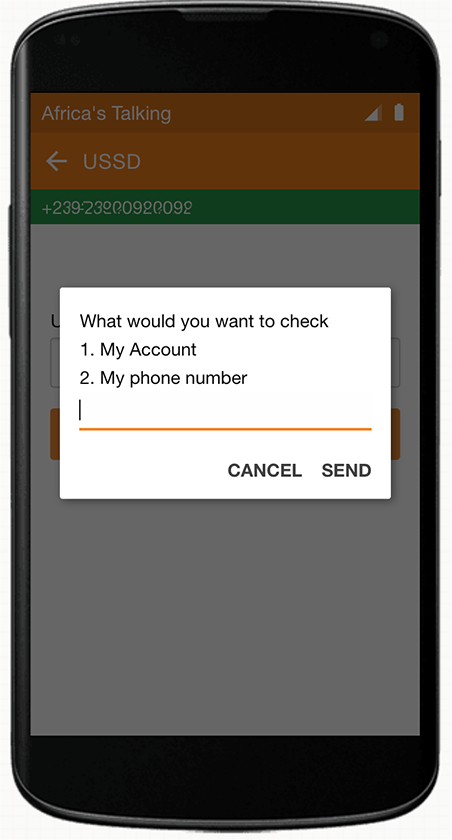 Africa's Talking
USSD
What would you want to check
1. My Account
2. My phone number
CANCEL SEND